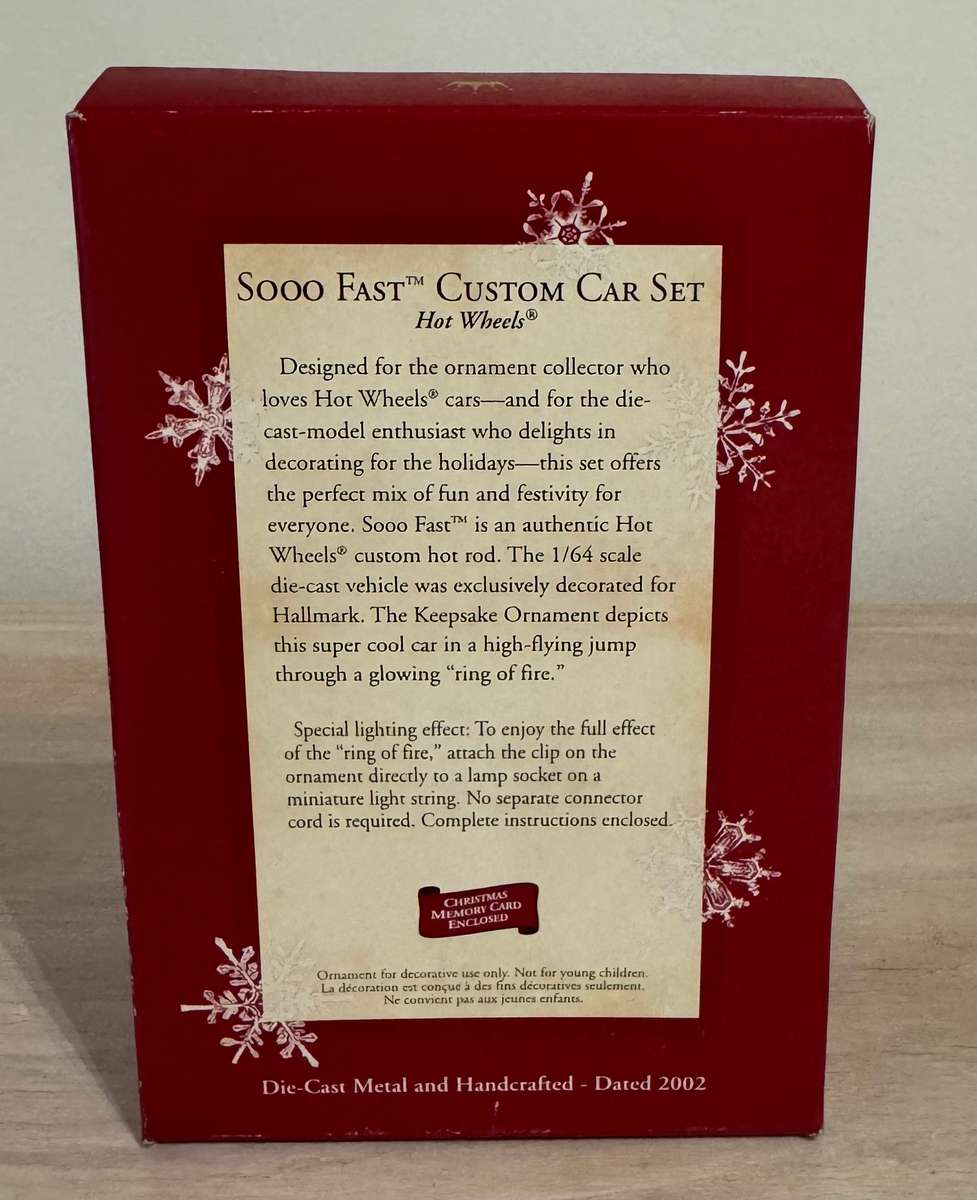 Sooo Fast™ Custom Car Set
Hot Wheels®
Designed for the ornament collector who
loves Hot Wheels® cars—and for the die-
cast-model enthusiast who delights in
decorating for the holidays—this set offers
the perfect mix of fun and festivity for
everyone. Sooo Fast™ is an authentic Hot
Wheels® custom hot rod. The 1/64 scale
die-cast vehicle was exclusively decorated for
Hallmark. The Keepsake Ornament depicts
this super cool car in a high-flying jump
through a glowing “ring of fire.”
Special lighting effect: To enjoy the full effect
of the “ring of fire,” attach the clip on the
ornament directly to a lamp socket on a
miniature light string. No separate connector
cord is required. Complete instructions enclosed.
Christmas
Memory Card
Enclosed
Ornament for decorative use only. Not for young children.
La décoration est conçue à des fins décoratives seulement.
Ne convient pas aux jeunes enfants.
Die-Cast Metal and Handcrafted - Dated 2002